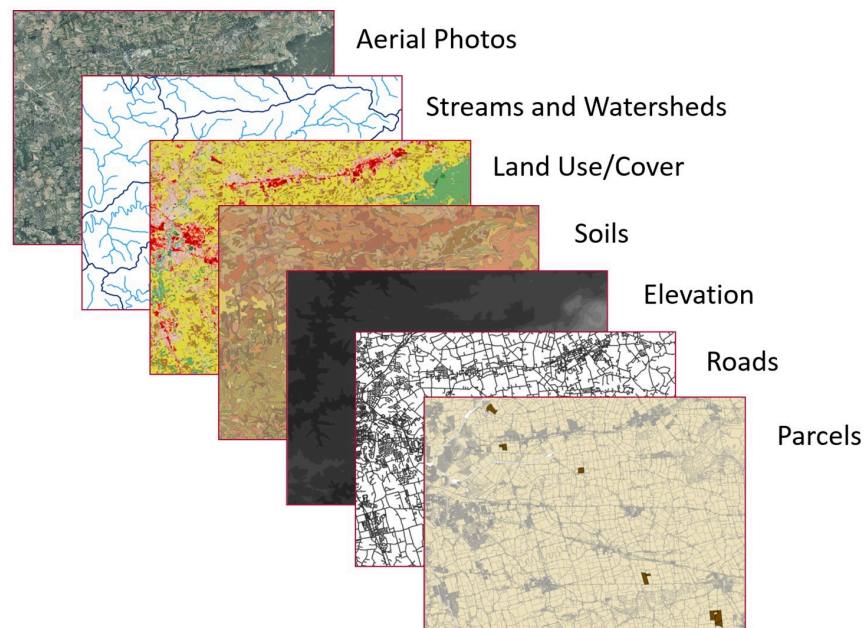 Aerial Photos
Streams and Watersheds
Land Use/Cover
Soils
Elevation
Roads
Parcels